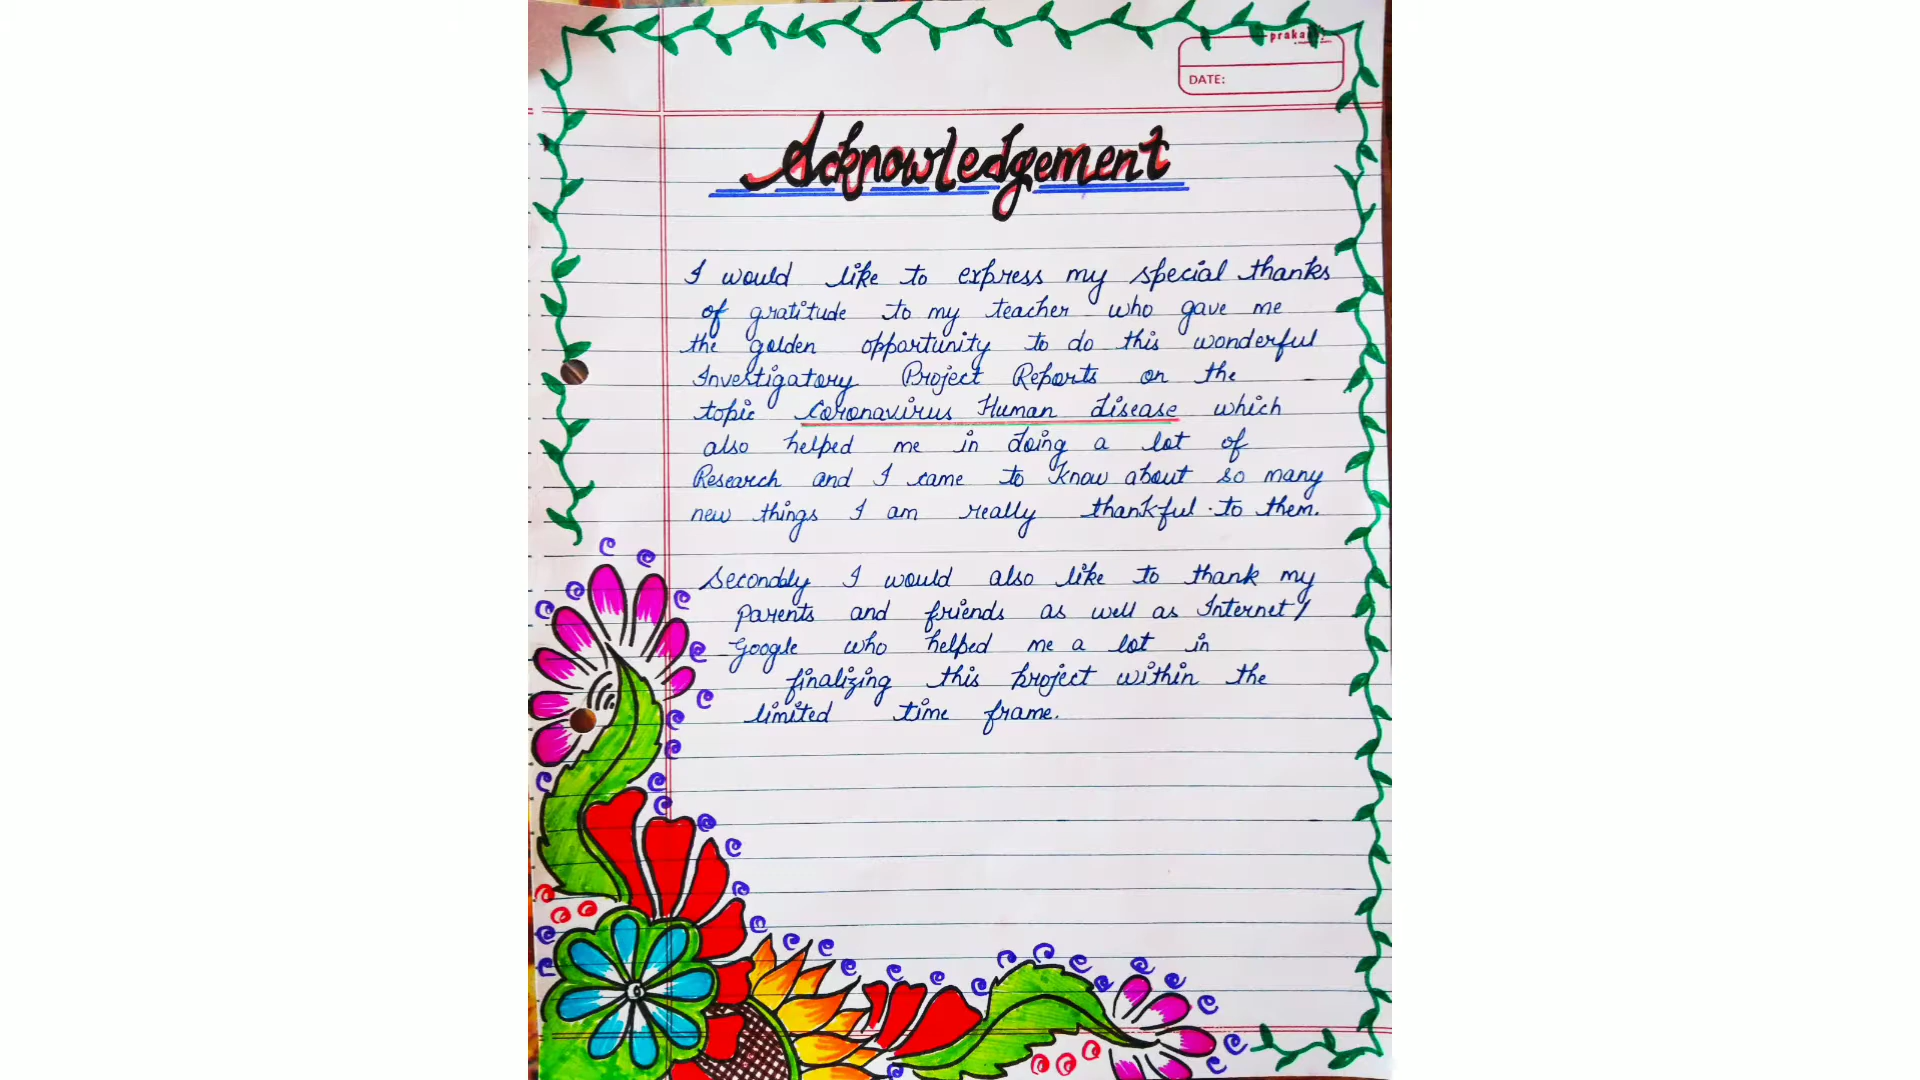 prakash
DATE:
Acknowledgement
I would like to express my special thanks
of gratitude to my teacher who gave me
the golden opportunity to do this wonderful
Investigatory Project Reports on the
topic Coronavirus Human disease which
also helped me in doing a lot of
Research and I came to know about so many
new things I am really thankful to them.
Secondaly I would also like to thank my
parents and friends as well as Internet/
Google who helped me a lot in
finalizing this project within the
limited time frame.